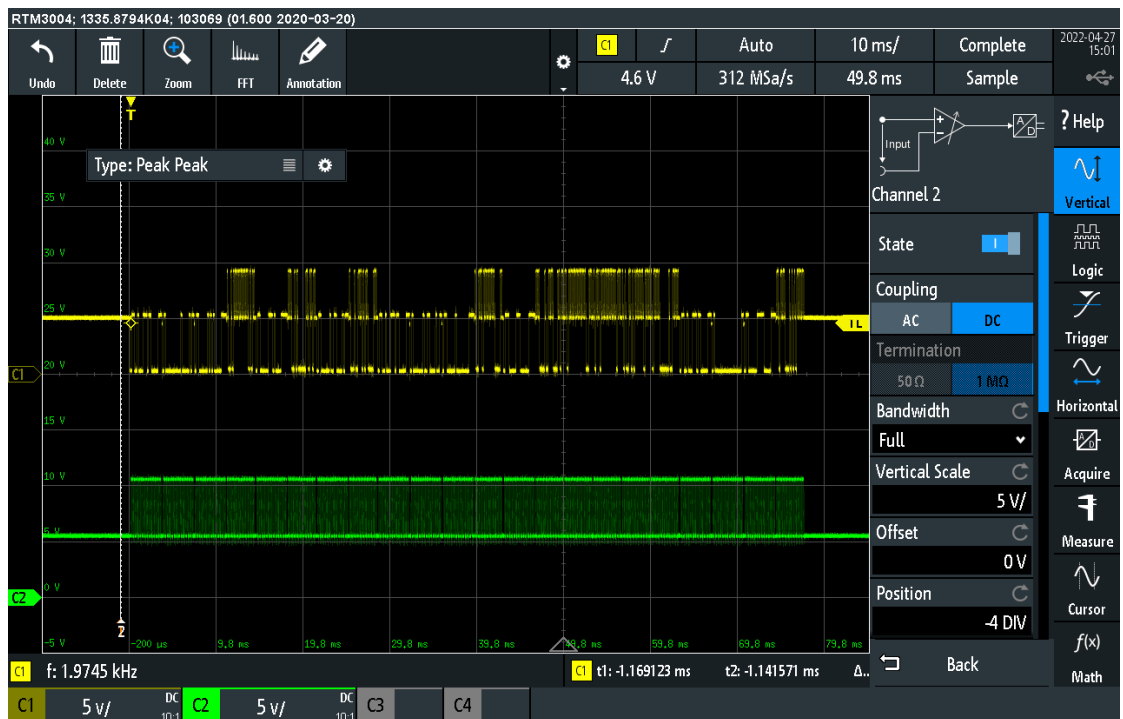 RTM3004; 1335.8794K04; 103069 (01.600 2020-03-20)
Undo Delete Zoom FFT Annotation
C1 Auto 10 ms/ Complete
4.6 V 312 MSa/s 49.8 ms Sample
2022-04-27
15:01
T
40 V
Type: Peak Peak
35 V
30 V
25 V
TL
20 V
C1
15 V
10 V
5 V
0 V
C2
2
-5 V -200 µs 9.8 ms 19.8 ms 29.8 ms 39.8 ms 49.8 ms 59.8 ms 69.8 ms 79.8 ms
Input
A
D
Channel 2
State
Coupling
AC DC
Termination
50 Ω 1 MΩ
Bandwidth
Full
Vertical Scale
5 V/
Offset
0 V
Position
-4 DIV
Back
? Help
Vertical
Logic
Trigger
Horizontal
A
D
Acquire
Measure
Cursor
f(x)
Math
C1 f: 1.9745 kHz C1 t1: -1.169123 ms t2: -1.141571 ms Δ..
C1 5 V/ DC 10:1 C2 5 V/ DC 10:1 C3 C4